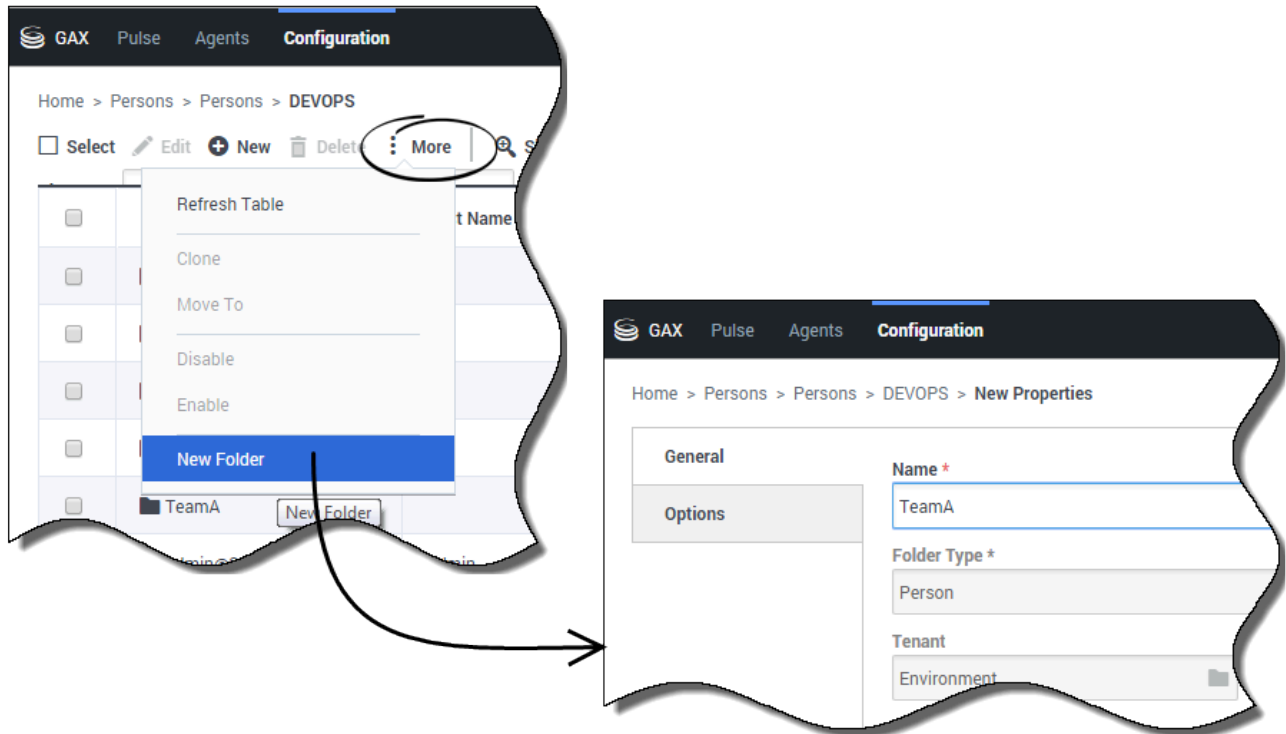 GAX Pulse Agents Configuration
Home > Persons > Persons > DEVOPS
Select Edit New Delete More S
Refresh Table
t Name
Clone
Move To
Disable
Enable
New Folder
TeamA
New Folder
GAX Pulse Agents Configuration
Home > Persons > Persons > DEVOPS > New Properties
General
Options
Name *
TeamA
Folder Type *
Person
Tenant
Environment